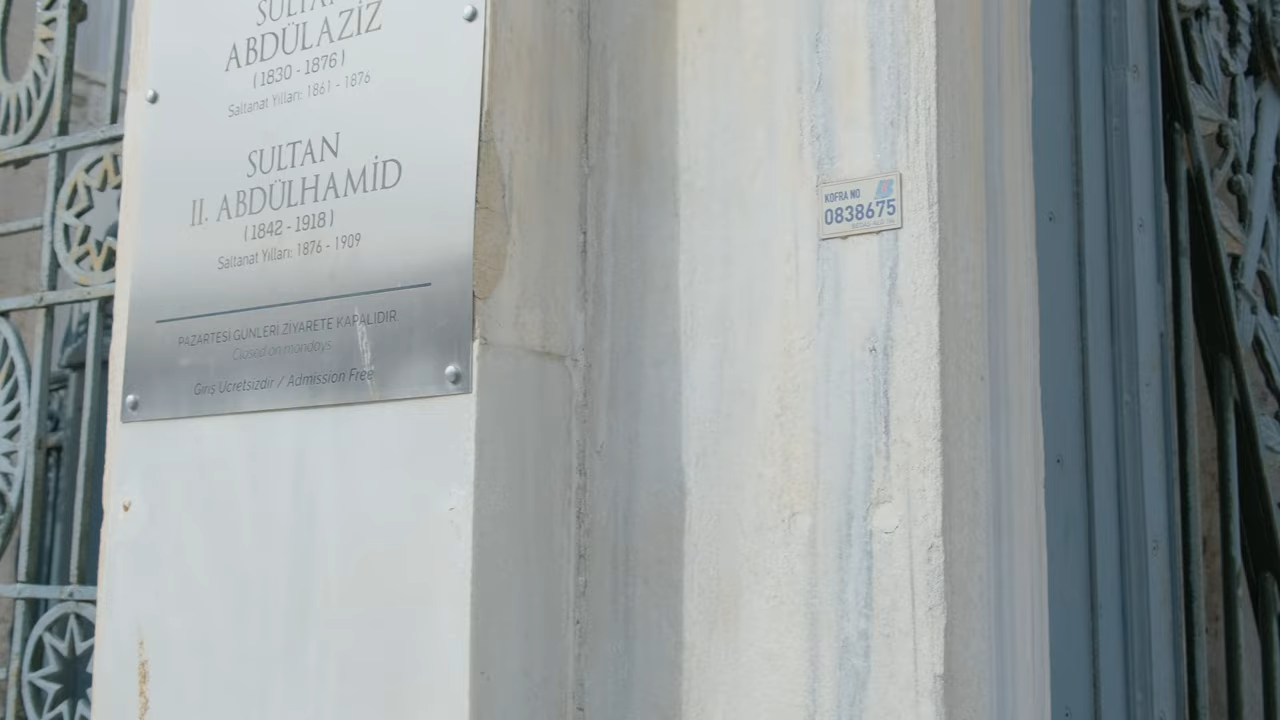 SULTAN
ABDÜLAZİZ
( 1830 - 1876 )
Saltanat Yılları: 1861 - 1876
SULTAN
II. ABDÜLHAMİD
( 1842 - 1918 )
Saltanat Yılları: 1876 - 1909
PAZARTESİ GÜNLERİ ZİYARETE KAPALIDIR.
Closed on mondays.
Giriş Ücretsizdir / Admission Free
KOFRA NO
0838675